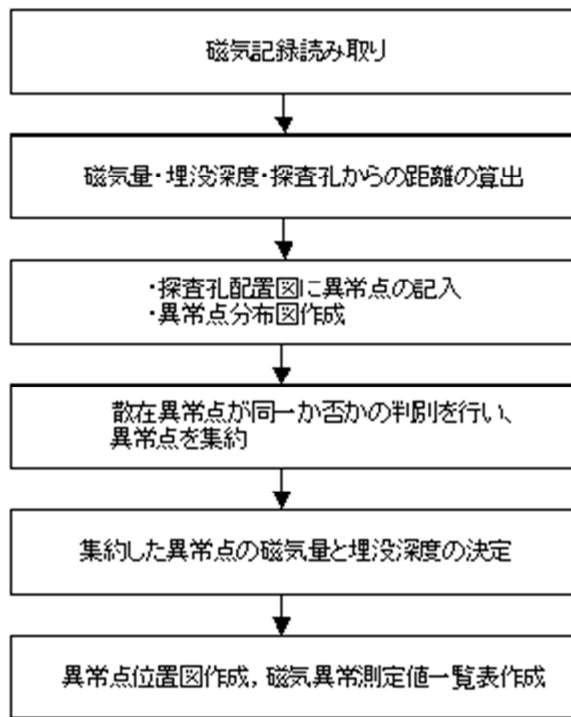 磁気記録読み取り
磁気量・埋没深度・探査孔からの距離の算出
・探査孔配置図に異常点の記入
・異常点分布図作成
散在異常点が同一か否かの判別を行い、
異常点を集約
集約した異常点の磁気量と埋没深度の決定
異常点位置図作成，磁気異常測定値一覧表作成